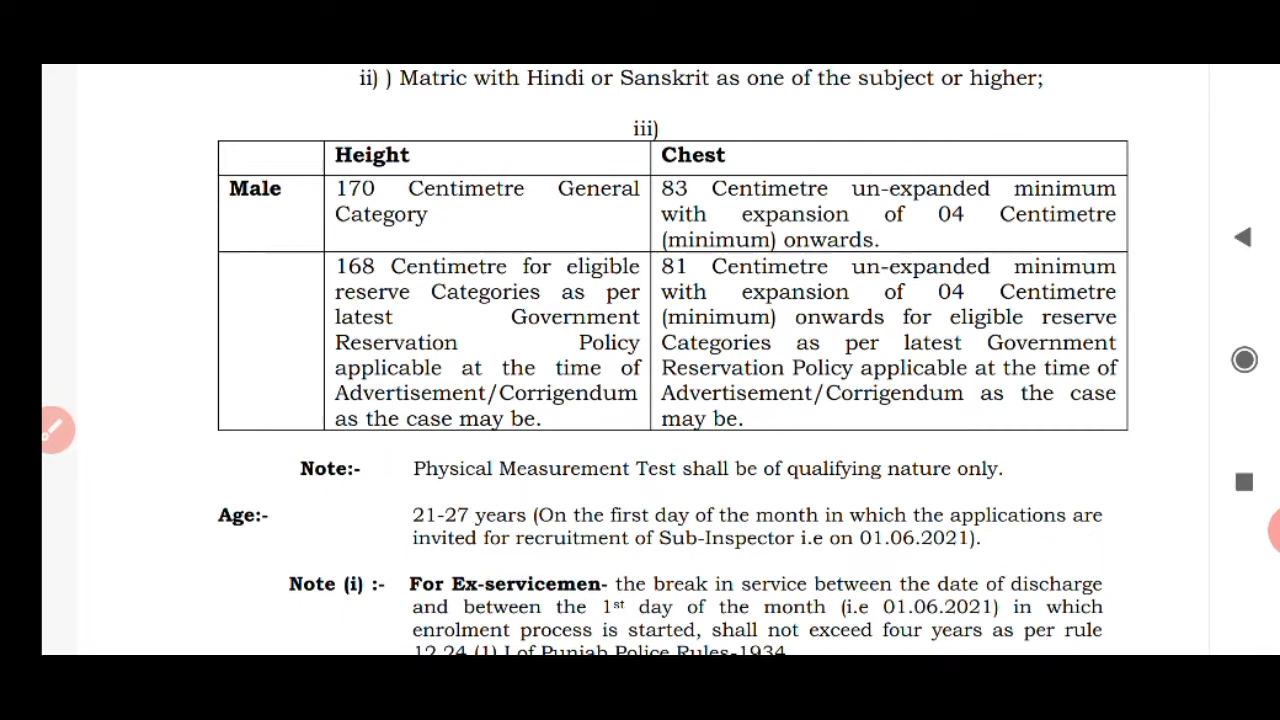 ii) ) Matric with Hindi or Sanskrit as one of the subject or higher;
iii)
Height
Chest
Male
170 Centimetre General
Category
83 Centimetre un-expanded minimum
with expansion of 04 Centimetre
(minimum) onwards.
168 Centimetre for eligible
reserve Categories as per
latest Government
Reservation Policy
applicable at the time of
Advertisement/Corrigendum
as the case may be.
81 Centimetre un-expanded minimum
with expansion of 04 Centimetre
(minimum) onwards for eligible reserve
Categories as per latest Government
Reservation Policy applicable at the time of
Advertisement/Corrigendum as the case
may be.
Note:- Physical Measurement Test shall be of qualifying nature only.
Age:- 21-27 years (On the first day of the month in which the applications are
invited for recruitment of Sub-Inspector i.e on 01.06.2021).
Note (i) :- For Ex-servicemen- the break in service between the date of discharge
and between the 1st day of the month (i.e 01.06.2021) in which
enrolment process is started, shall not exceed four years as per rule
12.24 (1) I of Punjab Police Rules-1934